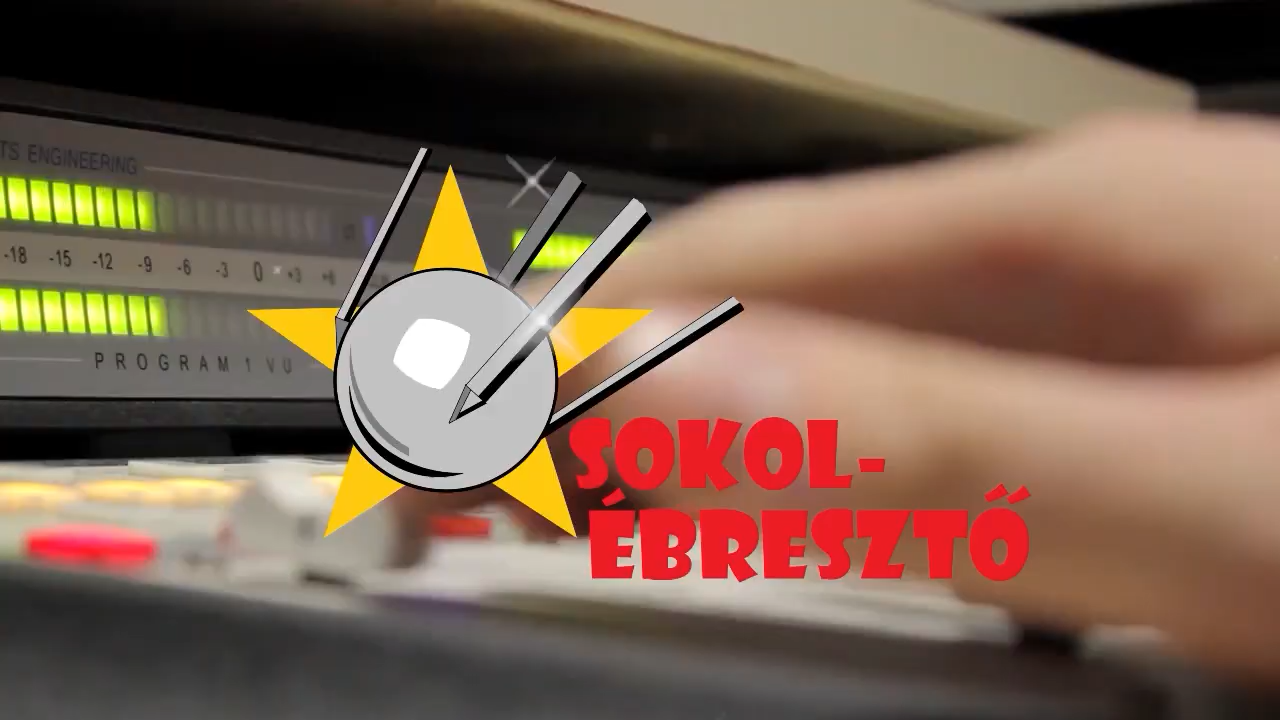 TS ENGINEERING
-18 -15 -12 -9 -6 -3 0 +3 +6
PROGRAM 1 VU
SOKOL-
ÉBRESZTŐ